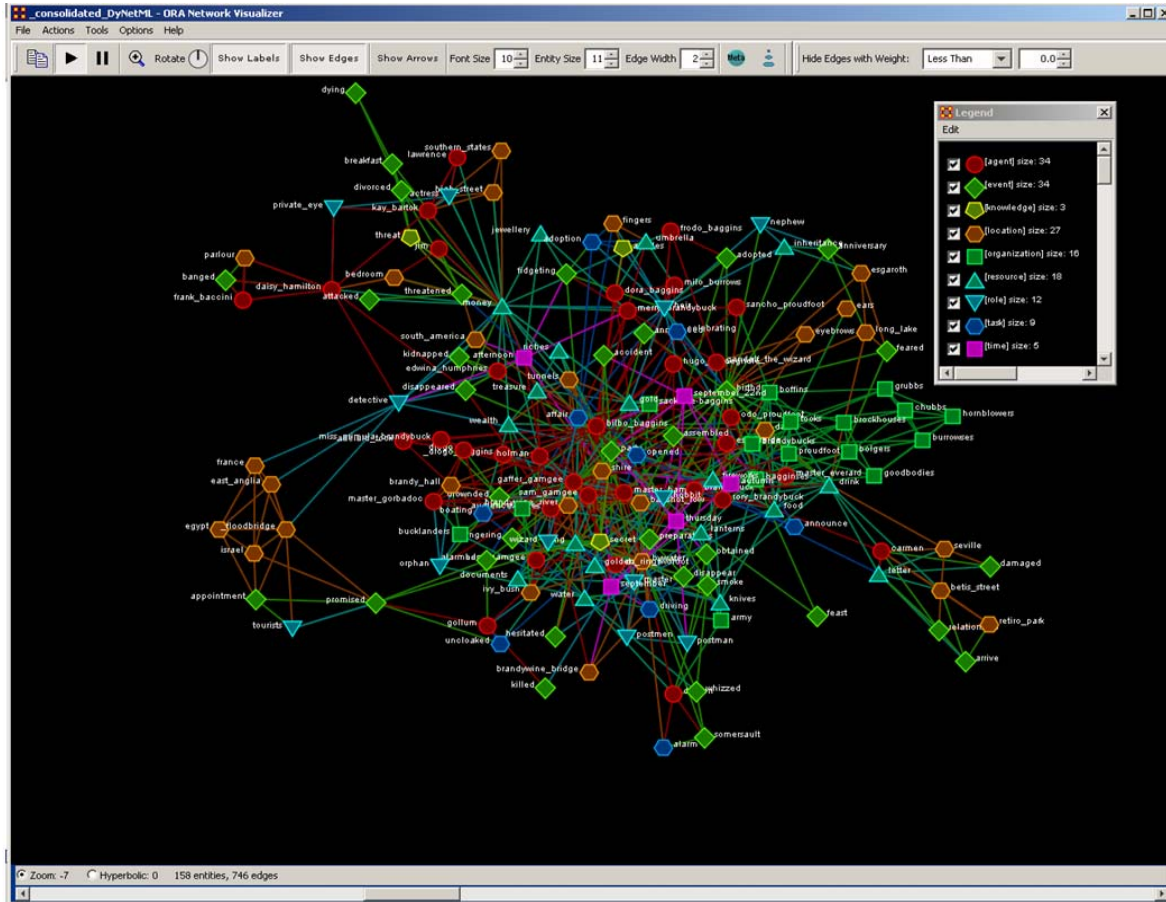 _consolidated_DyNetML - ORA Network Visualizer
File Actions Tools Options Help
Rotate Show Labels Show Edges Show Arrows Font Size 10 Entity Size 11 Edge Width 2 Meta Hide Edges with Weight: Less Than 0.0
Legend
Edit
[agent] size: 34
[event] size: 34
[knowledge] size: 3
[location] size: 27
[organization] size: 16
[resource] size: 18
[role] size: 12
[task] size: 9
[time] size: 5
dying
southern_states
lawrence
breakfast
divorced
actress
private_eye
kay_bartok
threat
jim
jewellery
adoption
fingers
umbrella
frodo_baggins
nephew
adopted
inheritance
anniversary
parlour
banged
bedroom
daisy_hamilton
frank_baccini
attacked
threatened
money
fidgeting
dora_baggins
milo_burrows
sancho_proudfoot
esgaroth
ears
eyebrows
long_lake
feared
celebrating
south_america
afternoon
riches
kidnapped
edwina_humphries
accident
tunnels
disappeared
treasure
september_22nd
detective
affair
gold
bilbo_baggins
wealth
assembled
opened
boffins
grubbs
chubbs
hornblowers
brockhouses
burrowses
proudfoot
bolgers
goodbodies
france
east_anglia
egypt
floodbridge
israel
appointment
tourists
promised
holman
gaffer_gamgee
sam_gamgee
shire
brandy_hall
master_gorbadoc
drowned
boating
bucklanders
orphan
documents
ivy_bush
gollum
uncloaked
water
secret
hesitated
killed
brandywine_bridge
september
thursday
lanterns
obtained
disappear
smoke
knives
army
diving
postmen
postman
feast
whizzed
somersault
alarm
master_everard
drink
rory_brandybuck
food
announce
carmen
letter
seville
damaged
betis_street
retiro_park
relation
arrive
Zoom: -7 Hyperbolic: 0 158 entities, 746 edges